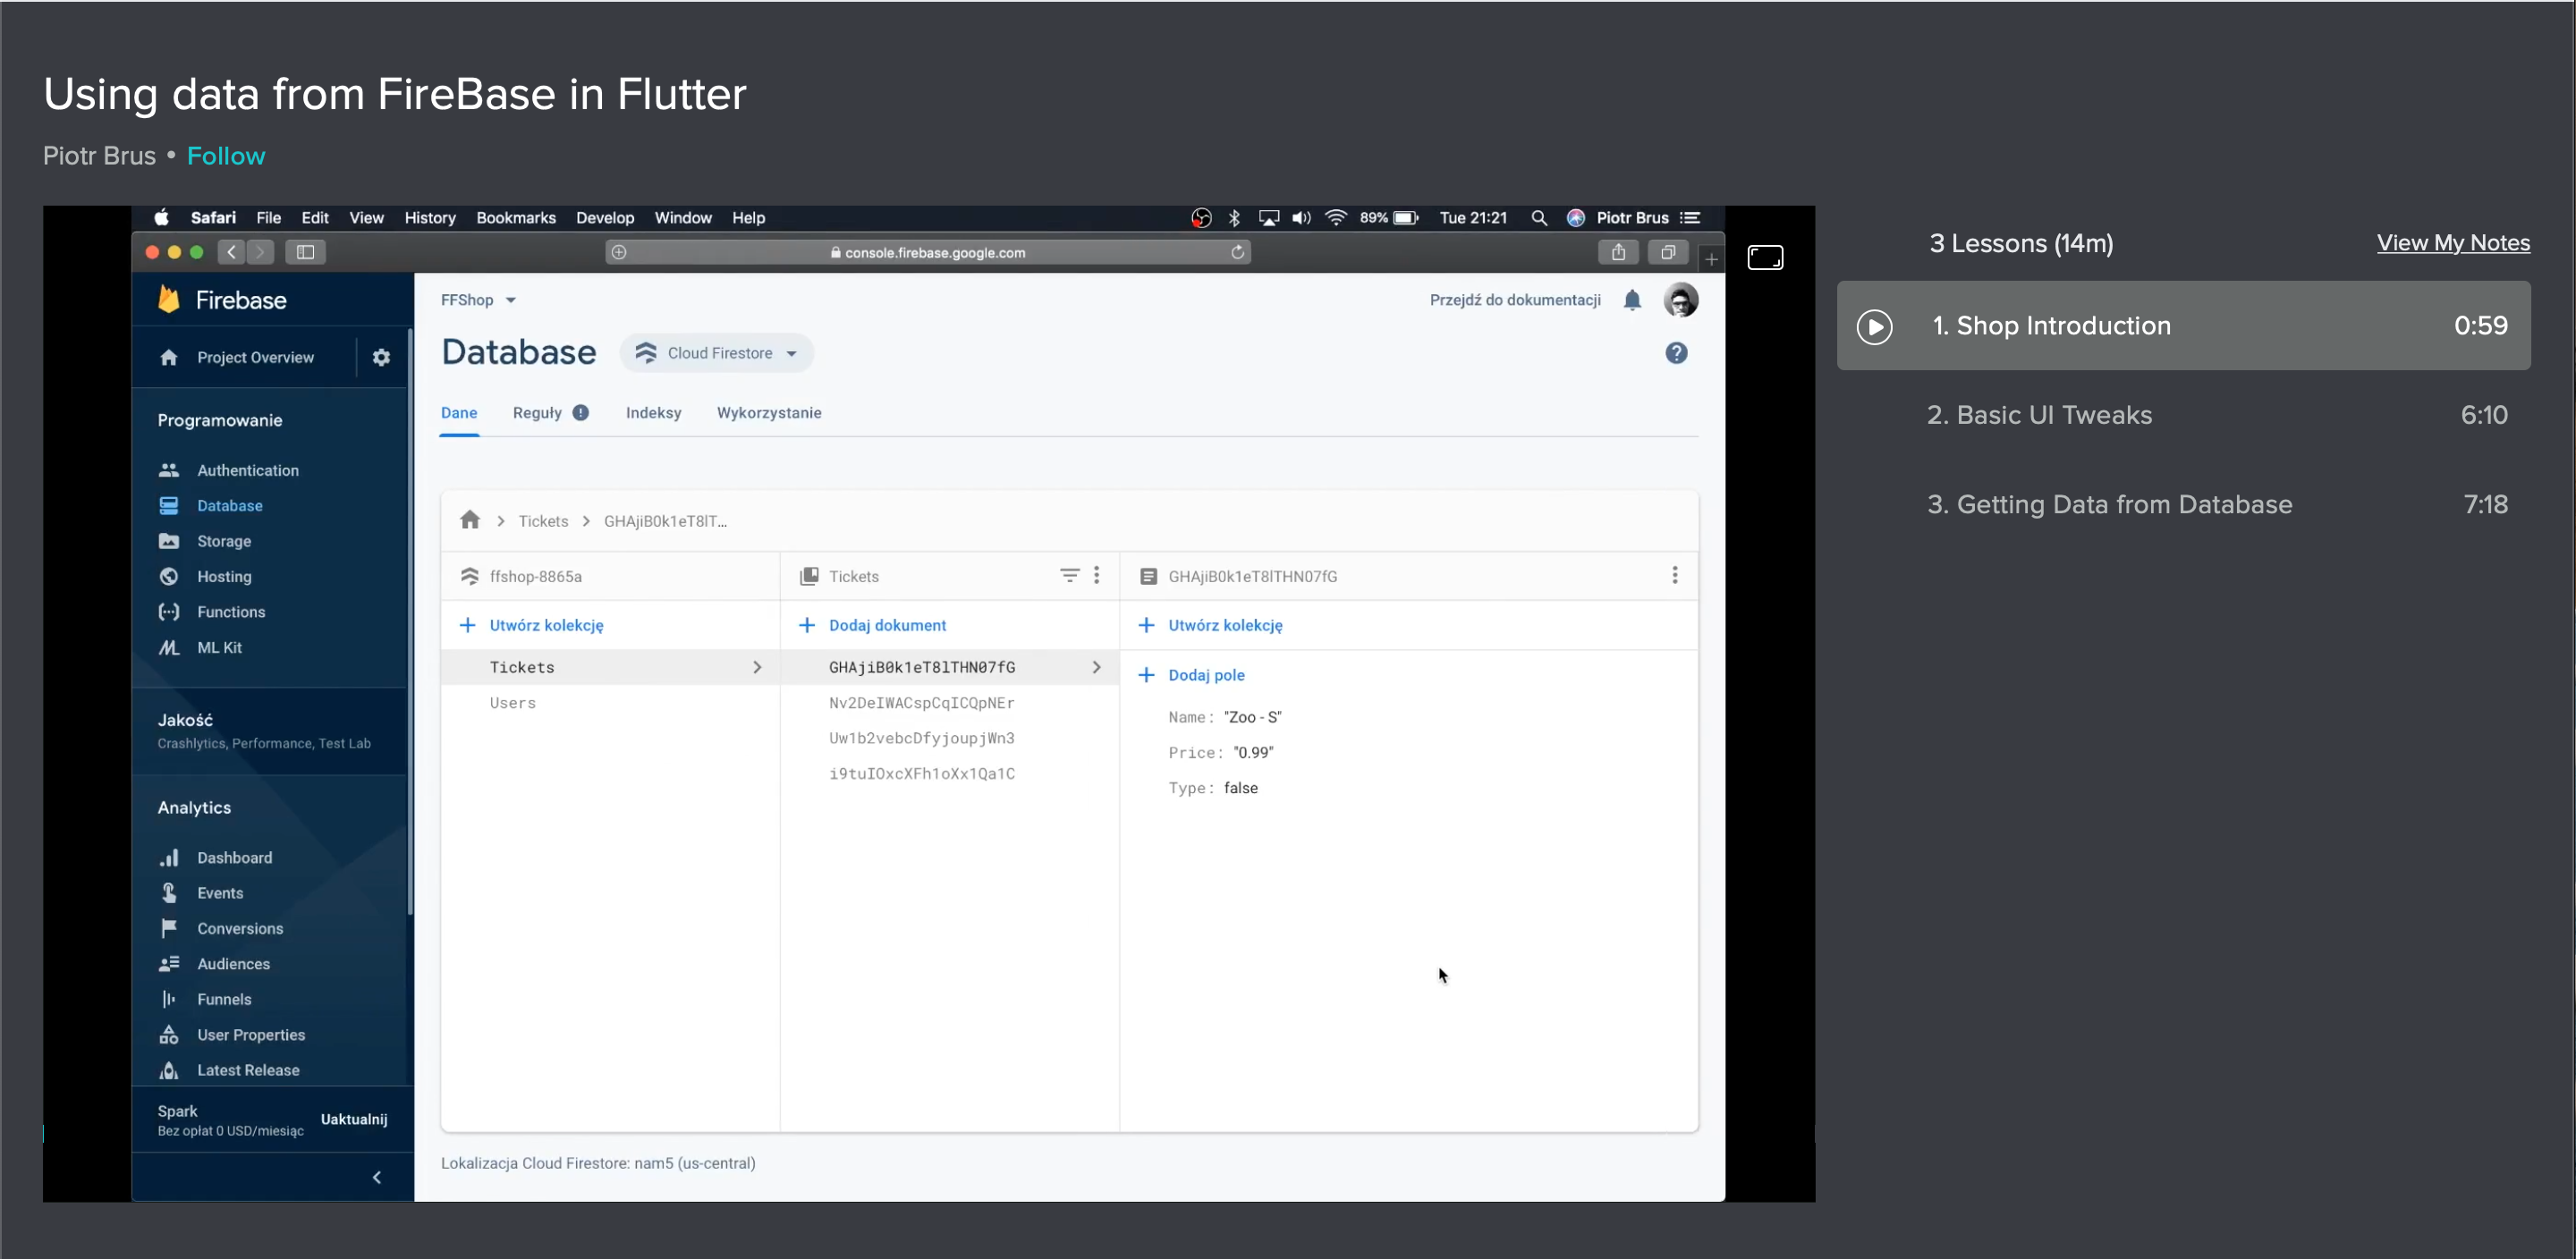 Using data from FireBase in Flutter
Piotr Brus • Follow
Safari File Edit View History Bookmarks Develop Window Help 89% Tue 21:21 Piotr Brus
console.firebase.google.com
Firebase
Project Overview
Programowanie
Authentication
Database
Storage
Hosting
Functions
ML Kit
Jakość
Crashlytics, Performance, Test Lab
Analytics
Dashboard
Events
Conversions
Audiences
Funnels
User Properties
Latest Release
Spark
Bez opłat 0 USD/miesiąc
Uaktualnij
FFShop
Przejdź do dokumentacji
Database
Cloud Firestore
Dane Reguły Indeksy Wykorzystanie
Tickets GHAjiB0k1eT8lT...
ffshop-8865a
Utwórz kolekcję
Tickets
Users
Tickets
Dodaj dokument
GHAjiB0k1eT8lTHN07fG
Nv2DeIWACspCqICQpNEr
Uw1b2vebcDfyjoupjWn3
i9tuIOxcXFh1oXx1Qa1C
GHAjiB0k1eT8lTHN07fG
Utwórz kolekcję
Dodaj pole
Name: "Zoo - S"
Price: "0.99"
Type: false
Lokalizacja Cloud Firestore: nam5 (us-central)
3 Lessons (14m) View My Notes
1. Shop Introduction 0:59
2. Basic UI Tweaks 6:10
3. Getting Data from Database 7:18